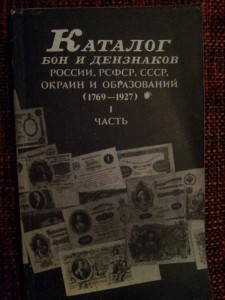 Каталог
БОН И ДЕНЗНАКОВ
РОССИИ, РСФСР, СССР,
ОКРАИН И ОБРАЗОВАНИЙ
(1769—1927)
I
ЧАСТЬ